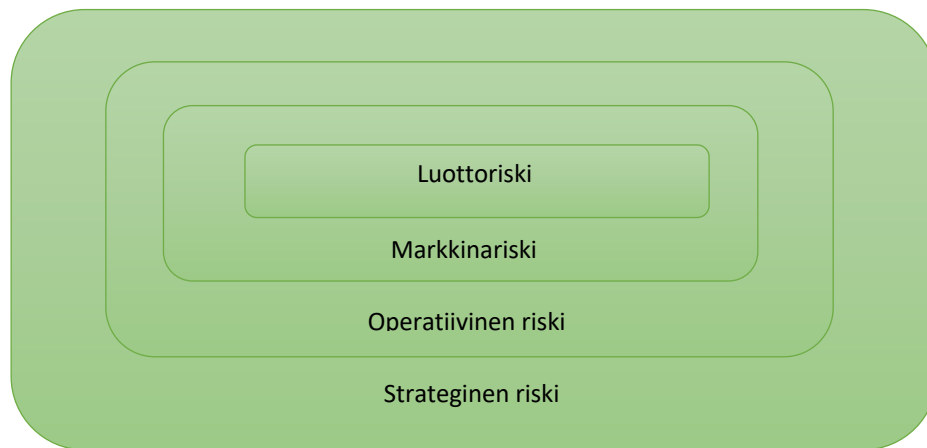 Luottoriski
Markkinariski
Operatiivinen riski
Strateginen riski